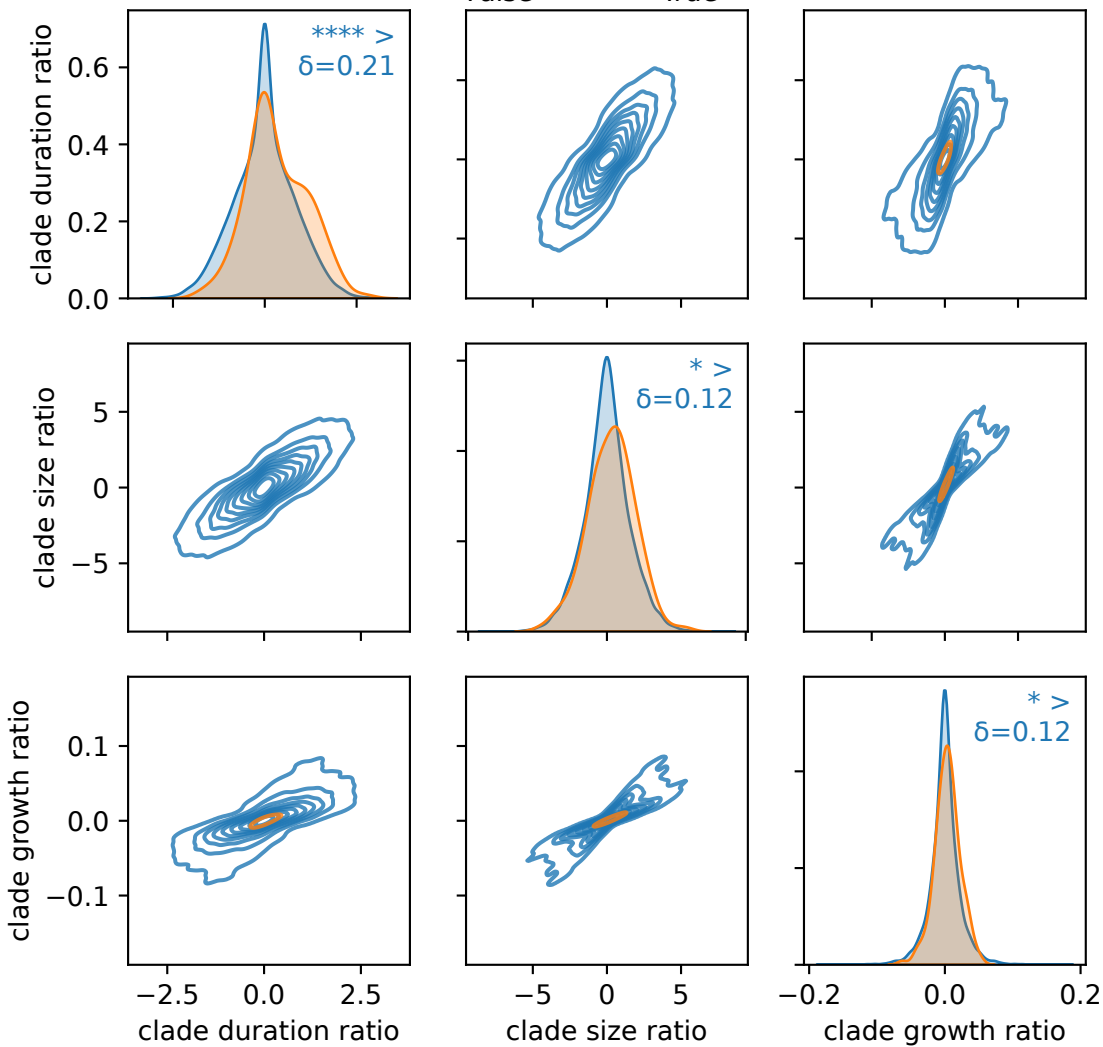 **** >
δ=0.21
clade duration ratio
0.6
0.4
0.2
0.0
* >
δ=0.12
clade size ratio
5
0
−5
* >
δ=0.12
clade growth ratio
0.1
0.0
−0.1
−2.5 0.0 2.5
−5 0 5
−0.2 0.0 0.2
clade duration ratio
clade size ratio
clade growth ratio